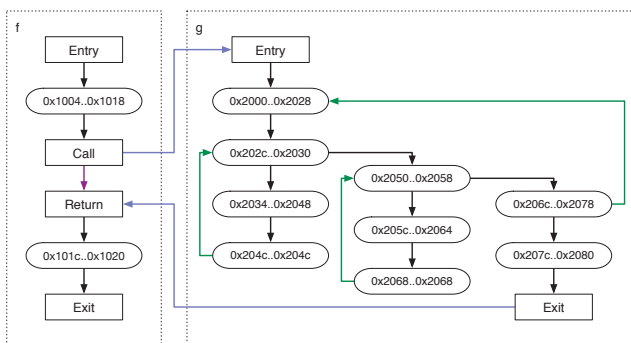 f
Entry
0x1004..0x1018
Call
Return
0x101c..0x1020
Exit
g
Entry
0x2000..0x2028
0x202c..0x2030
0x2034..0x2048
0x204c..0x204c
0x2050..0x2058
0x205c..0x2064
0x2068..0x2068
0x206c..0x2078
0x207c..0x2080
Exit